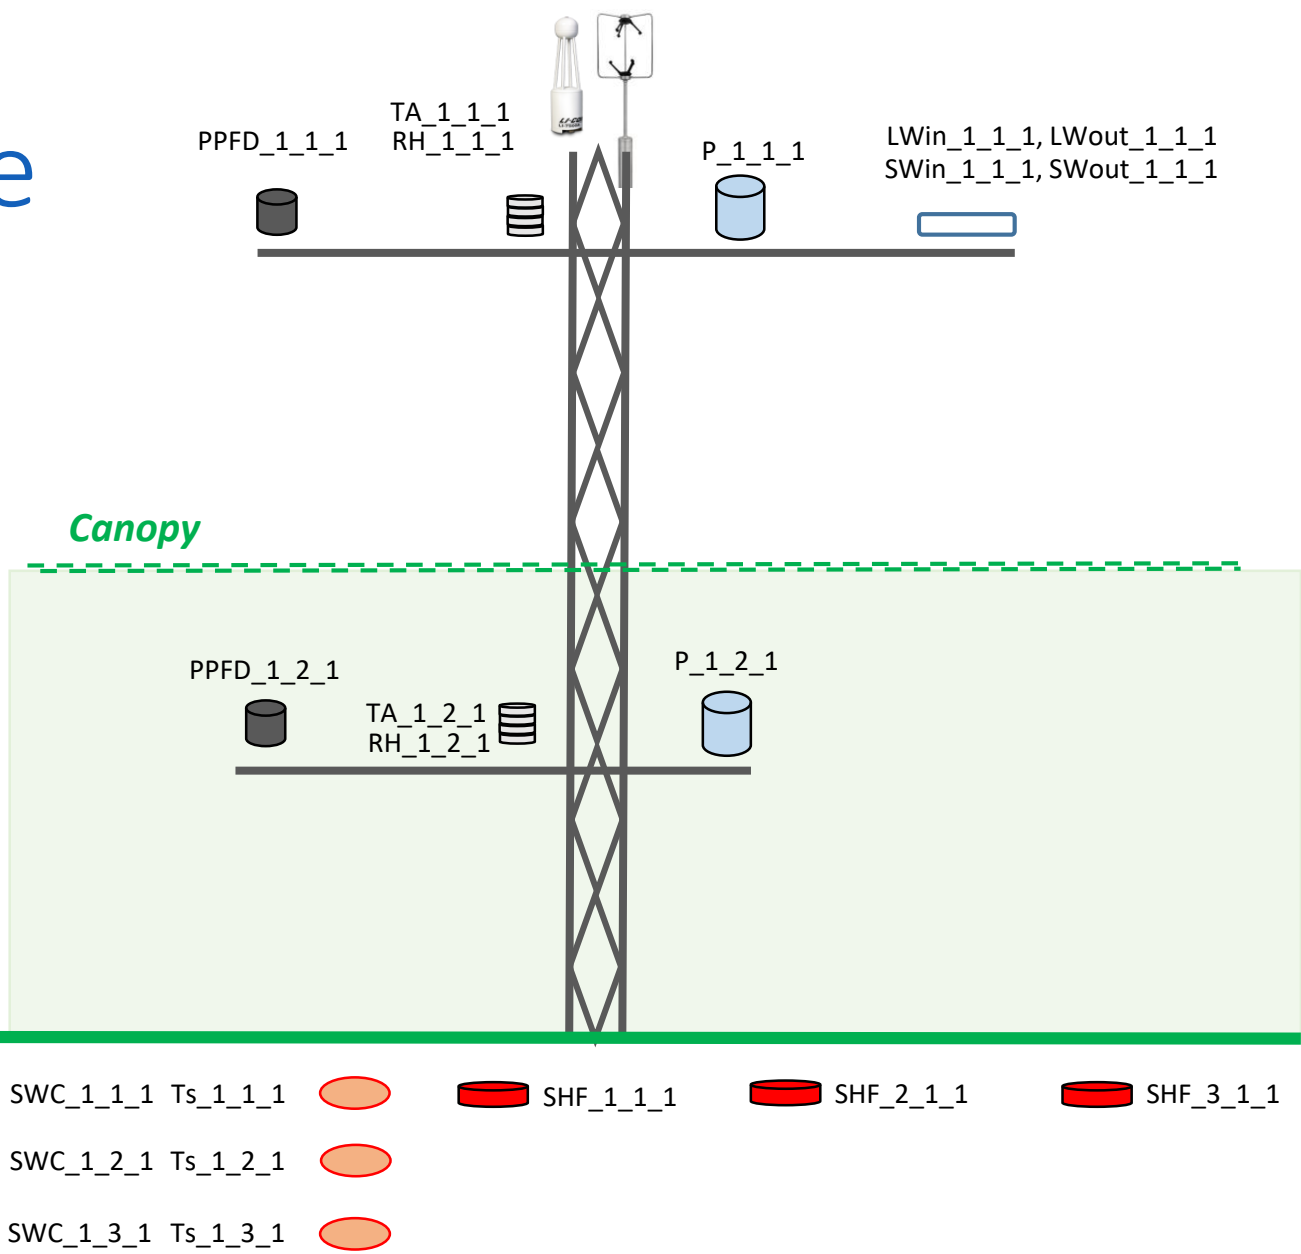 e
PPFD_1_1_1
TA_1_1_1
RH_1_1_1
P_1_1_1
LWin_1_1_1, LWout_1_1_1
SWin_1_1_1, SWout_1_1_1
Canopy
PPFD_1_2_1
TA_1_2_1
RH_1_2_1
P_1_2_1
SWC_1_1_1 Ts_1_1_1
SHF_1_1_1
SHF_2_1_1
SHF_3_1_1
SWC_1_2_1 Ts_1_2_1
SWC_1_3_1 Ts_1_3_1